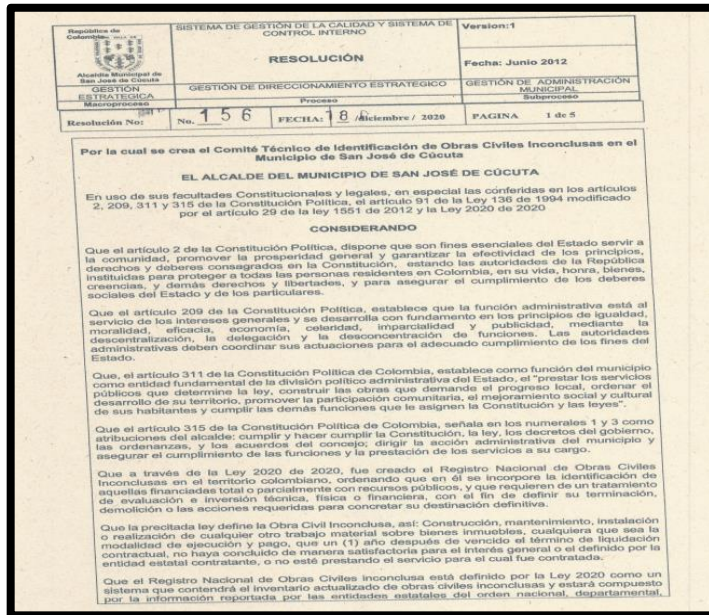 República de
Colombia
Alcaldía Municipal de
San José de Cúcuta
SISTEMA DE GESTIÓN DE LA CALIDAD Y SISTEMA DE
CONTROL INTERNO
RESOLUCIÓN
Version:1
Fecha: Junio 2012
GESTIÓN
ESTRATEGICA
Macroproceso
GESTIÓN DE DIRECCIONAMIENTO ESTRATEGICO
Proceso
GESTIÓN DE ADMINISTRACIÓN
MUNICIPAL
Subproceso
Resolución No: No. 156 FECHA: 18 /diciembre / 2020 PAGINA 1 de 5
Por la cual se crea el Comité Técnico de Identificación de Obras Civiles Inconclusas en el
Municipio de San José de Cúcuta
EL ALCALDE DEL MUNICIPIO DE SAN JOSÉ DE CÚCUTA
En uso de sus facultades Constitucionales y legales, en especial las conferidas en los artículos
2, 209, 311 y 315 de la Constitución Política, el artículo 91 de la Ley 136 de 1994 modificado
por el artículo 29 de la ley 1551 de 2012 y la Ley 2020 de 2020
CONSIDERANDO
Que el artículo 2 de la Constitución Política, dispone que son fines esenciales del Estado servir a
la comunidad, promover la prosperidad general y garantizar la efectividad de los principios,
derechos y deberes consagrados en la Constitución, estando las autoridades de la República
instituidas para proteger a todas las personas residentes en Colombia, en su vida, honra, bienes,
creencias, y demás derechos y libertades, y para asegurar el cumplimiento de los deberes
sociales del Estado y de los particulares.
Que el artículo 209 de la Constitución Política, establece que la función administrativa está al
servicio de los intereses generales y se desarrolla con fundamento en los principios de igualdad,
moralidad, eficacia, economía, celeridad, imparcialidad y publicidad, mediante la
descentralización, la delegación y la desconcentración de funciones. Las autoridades
administrativas deben coordinar sus actuaciones para el adecuado cumplimiento de los fines del
Estado.
Que, el artículo 311 de la Constitución Política de Colombia, establece como función del municipio
como entidad fundamental de la división político administrativa del Estado, el "prestar los servicios
públicos que determine la ley, construir las obras que demande el progreso local, ordenar el
desarrollo de su territorio, promover la participación comunitaria, el mejoramiento social y cultural
de sus habitantes y cumplir las demás funciones que le asignen la Constitución y las leyes".
Que el artículo 315 de la Constitución Política de Colombia, señala en los numerales 1 y 3 como
atribuciones del alcalde: cumplir y hacer cumplir la Constitución, la ley, los decretos del gobierno,
las ordenanzas, y los acuerdos del concejo; dirigir la acción administrativa del municipio y
asegurar el cumplimiento de las funciones y la prestación de los servicios a su cargo.
Que a través de la Ley 2020 de 2020, fue creado el Registro Nacional de Obras Civiles
Inconclusas en el territorio colombiano, ordenando que en él se incorpore la identificación de
aquellas financiadas total o parcialmente con recursos públicos, y que requieren de un tratamiento
de evaluación e inversión técnica, física o financiera, con el fin de definir su terminación,
demolición o las acciones requeridas para concretar su destinación definitiva.
Que la precitada ley define la Obra Civil Inconclusa, así: Construcción, mantenimiento, instalación
o realización de cualquier otro trabajo material sobre bienes inmuebles, cualquiera que sea la
modalidad de ejecución y pago, que un (1) año después de vencido el término de liquidación
contractual, no haya concluido de manera satisfactoria para el interés general o el definido por la
entidad estatal contratante, o no esté prestando el servicio para el cual fue contratada.
Que el Registro Nacional de Obras Civiles inconclusa está definido por la Ley 2020 como un
sistema que contendrá el inventario actualizado de obras civiles inconclusas y estará compuesto
por la información reportada por las entidades estatales del orden nacional, departamental,